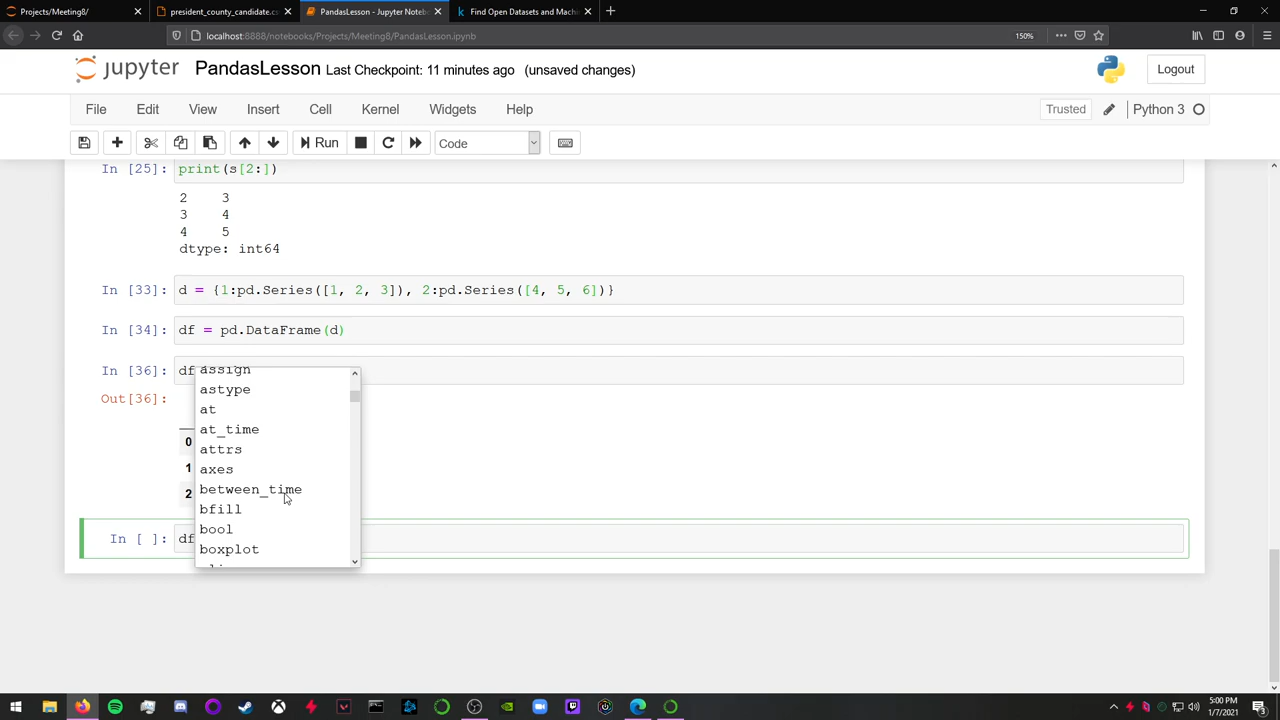 Projects/Meeting8/
president_county_candidate.cs
PandasLesson - Jupyter Notebo
Find Open Datasets and Machi
localhost:8888/notebooks/Projects/Meeting8/PandasLesson.ipynb
150%
jupyter PandasLesson Last Checkpoint: 11 minutes ago (unsaved changes)
Logout
File Edit View Insert Cell Kernel Widgets Help
Trusted
Python 3
Run
Code
In [25]: print(s[2:])
2 3
3 4
4 5
dtype: int64
In [33]: d = {1:pd.Series([1, 2, 3]), 2:pd.Series([4, 5, 6])}
In [34]: df = pd.DataFrame(d)
In [36]: df
assign
astype
Out[36]:
at
at_time
0
attrs
1
axes
2
between_time
bfill
bool
In [ ]: df
boxplot
5:00 PM
1/7/2021